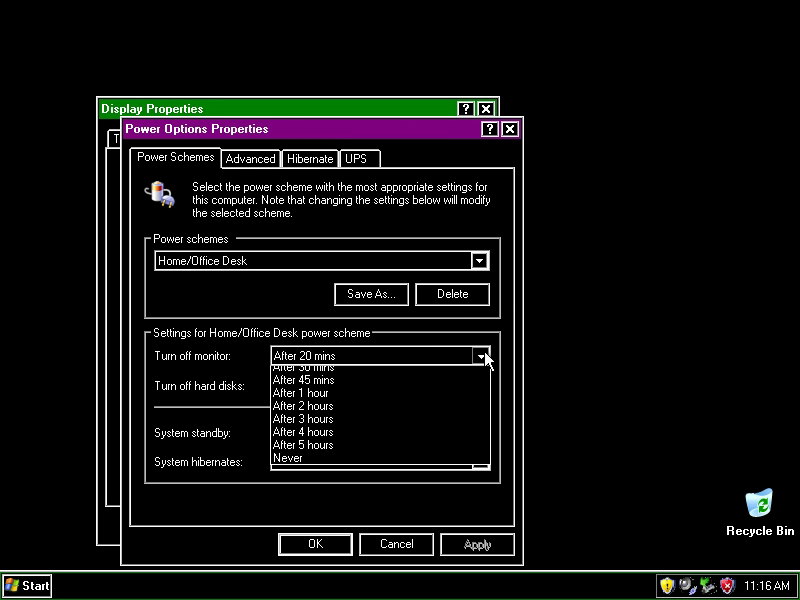 Display Properties
T
Power Options Properties
Power Schemes
Advanced
Hibernate
UPS
Select the power scheme with the most appropriate settings for
this computer. Note that changing the settings below will modify
the selected scheme.
Power schemes
Home/Office Desk
Save As...
Delete
Settings for Home/Office Desk power scheme
Turn off monitor:
After 20 mins
After 30 mins
After 45 mins
Turn off hard disks:
After 1 hour
After 2 hours
After 3 hours
System standby:
After 4 hours
After 5 hours
Never
System hibernates:
OK
Cancel
Apply
Recycle Bin
Start
11:16 AM